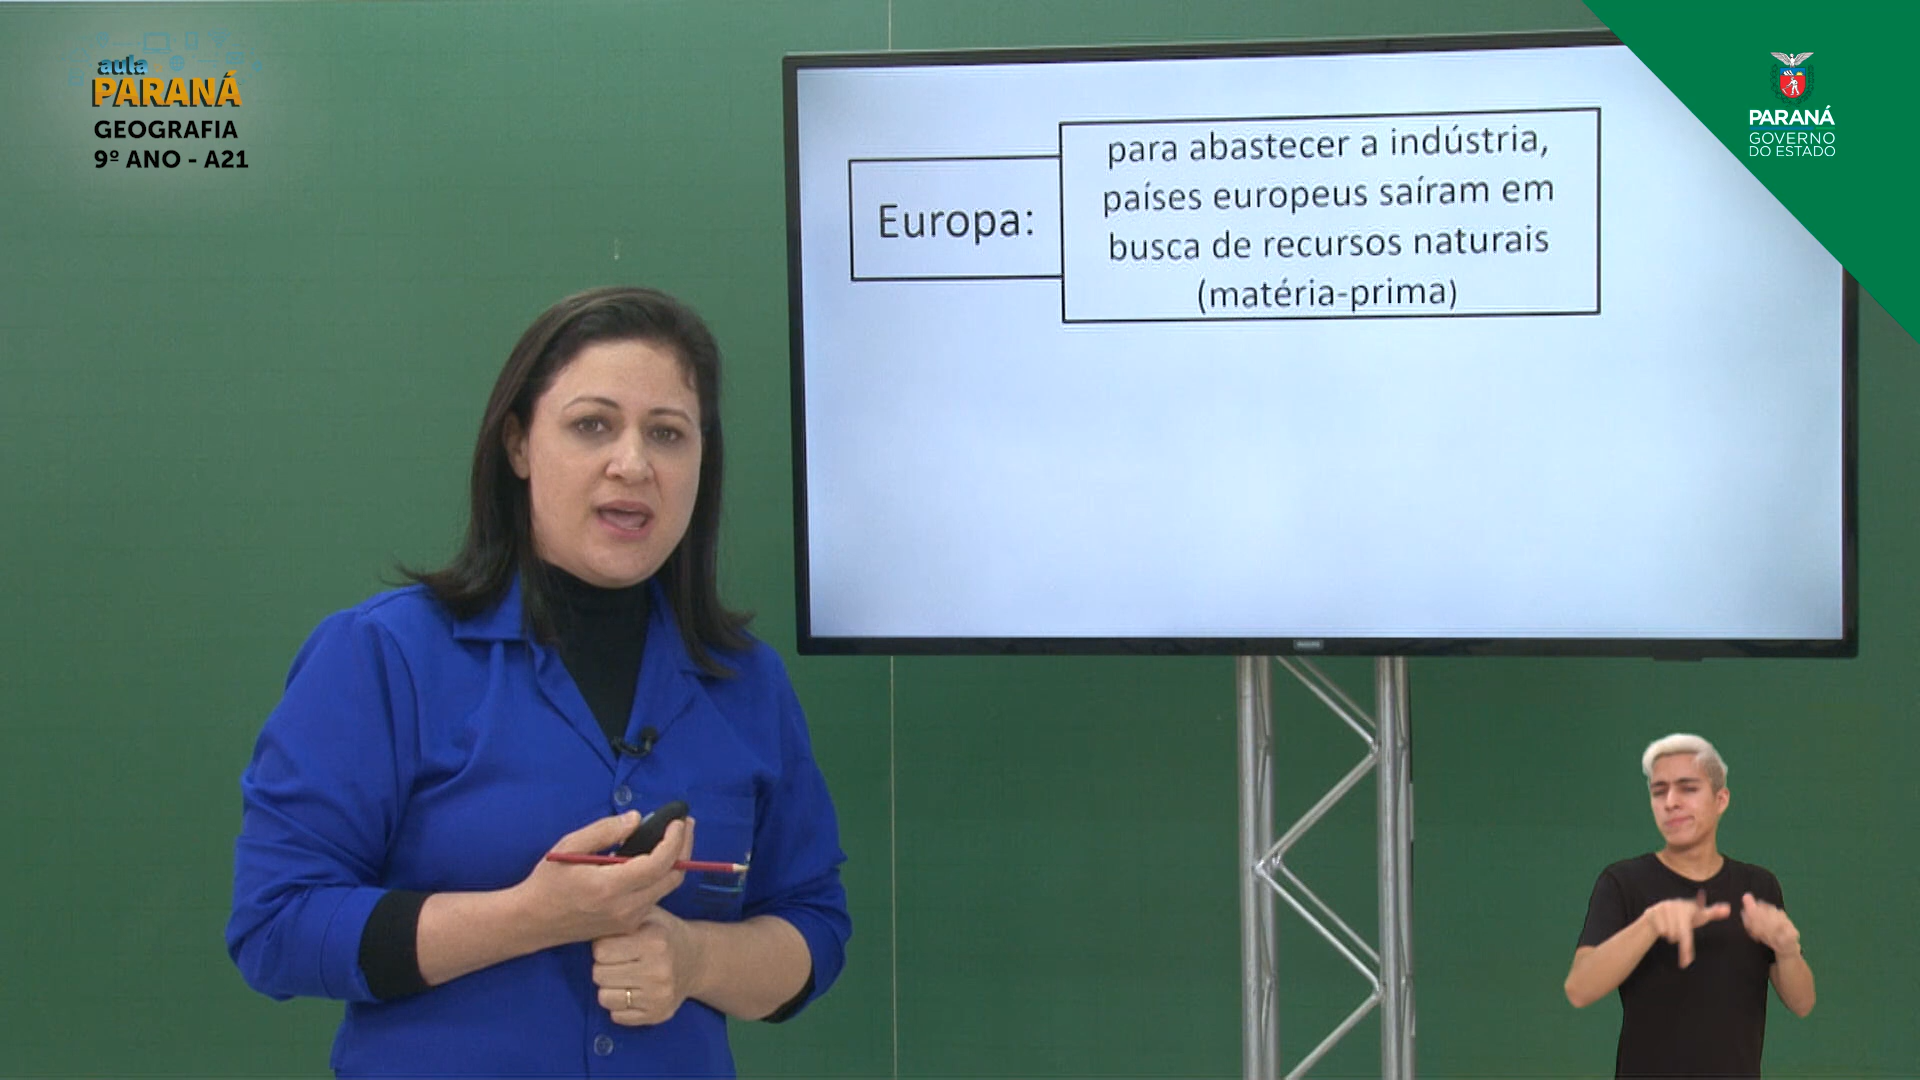 aula
PARANÁ
GEOGRAFIA
9º ANO - A21
Europa:
para abastecer a indústria,
países europeus saíram em
busca de recursos naturais
(matéria-prima)
PARANÁ
GOVERNO
DO ESTADO